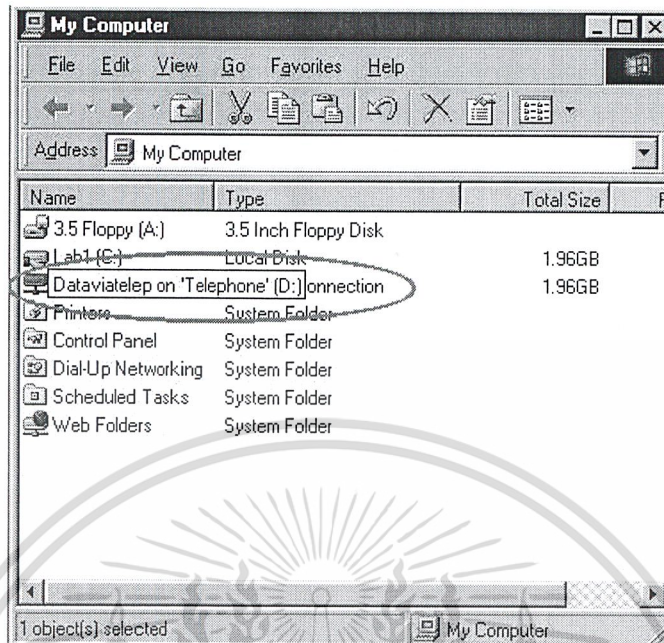 My Computer
File Edit View Go Favorites Help
Address My Computer
Name Type Total Size F
3.5 Floppy (A:) 3.5 Inch Floppy Disk
Lab1 (C:) Local Disk 1.96GB
Dataviatelep on 'Telephone' (D:) onnection 1.96GB
Printers System Folder
Control Panel System Folder
Dial-Up Networking System Folder
Scheduled Tasks System Folder
Web Folders System Folder
1 object(s) selected My Computer